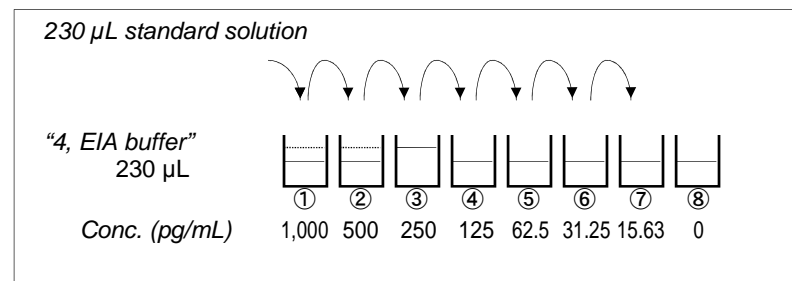 230 µL standard solution
“4, EIA buffer”
230 µL
① ② ③ ④ ⑤ ⑥ ⑦ ⑧
Conc. (pg/mL) 1,000 500 250 125 62.5 31.25 15.63 0